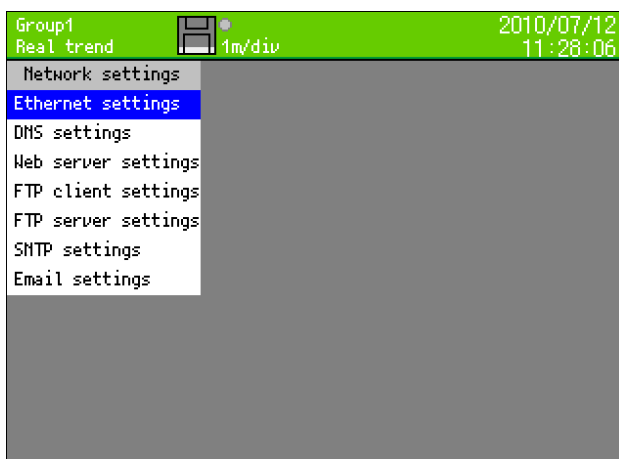 Group1
Real trend
1m/div
2010/07/12
11:28:06
Network settings
Ethernet settings
DNS settings
Web server settings
FTP client settings
FTP server settings
SNTP settings
Email settings